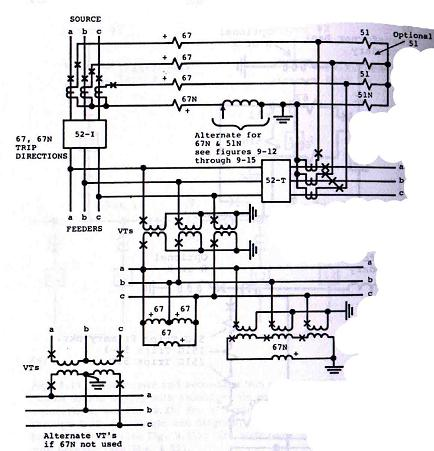 SOURCE
a b c
+ 67 51
Optional
51
+ 67 51
+ 67 51
67N 51N
+
67, 67N
TRIP
DIRECTIONS
52-I
Alternate for
67N & 51N
see figures 9-12
through 9-15
52-T
a
b
c
a b c
FEEDERS
VTs
a a
b b
c c
+ 67 + 67
67 +
67N +
a b c
VTs
a
b
c
Alternate VT's
if 67N not used